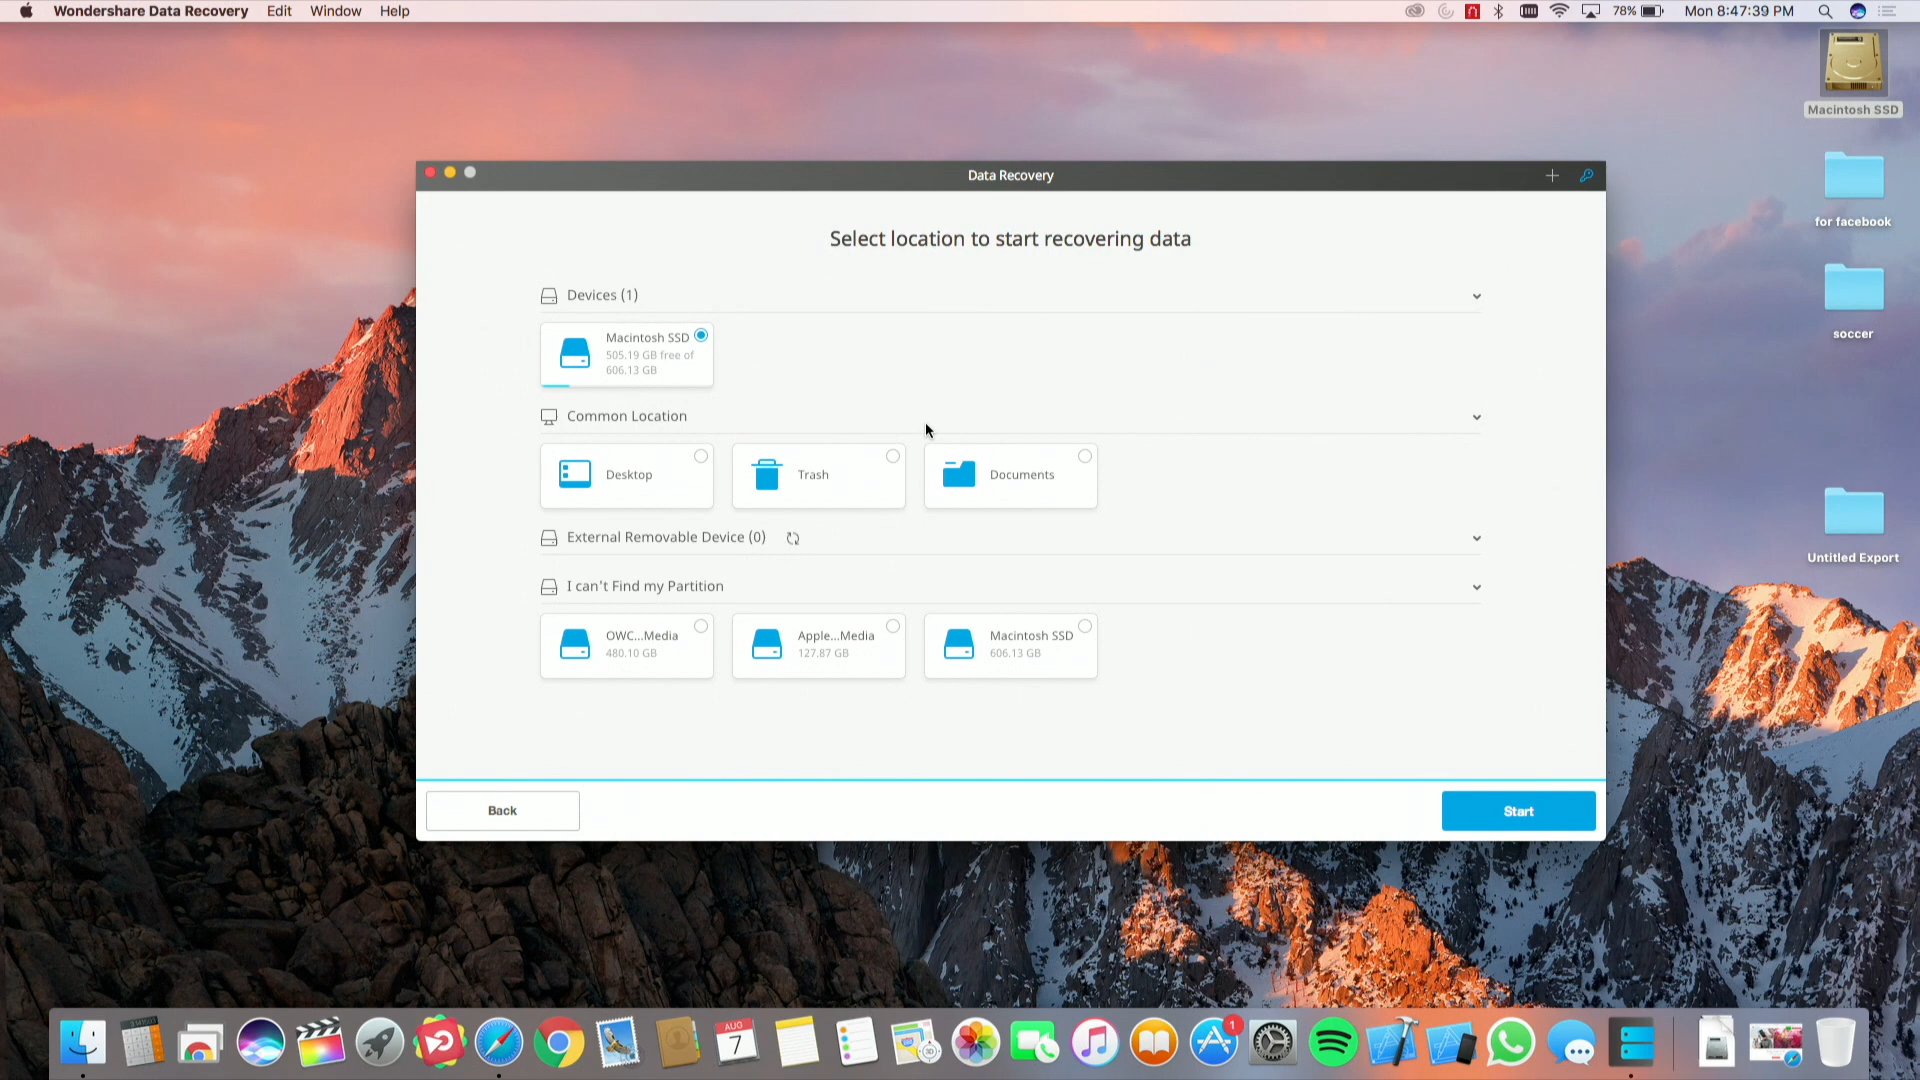 Wondershare Data Recovery Edit Window Help
78% Mon 8:47:39 PM
Macintosh SSD
for facebook
soccer
Untitled Export
Data Recovery
Select location to start recovering data
Devices (1)
Macintosh SSD
505.19 GB free of
606.13 GB
Common Location
Desktop
Trash
Documents
External Removable Device (0)
I can't Find my Partition
OWC...Media
480.10 GB
Apple...Media
127.87 GB
Macintosh SSD
606.13 GB
Back
Start
AUG
7
3D
1